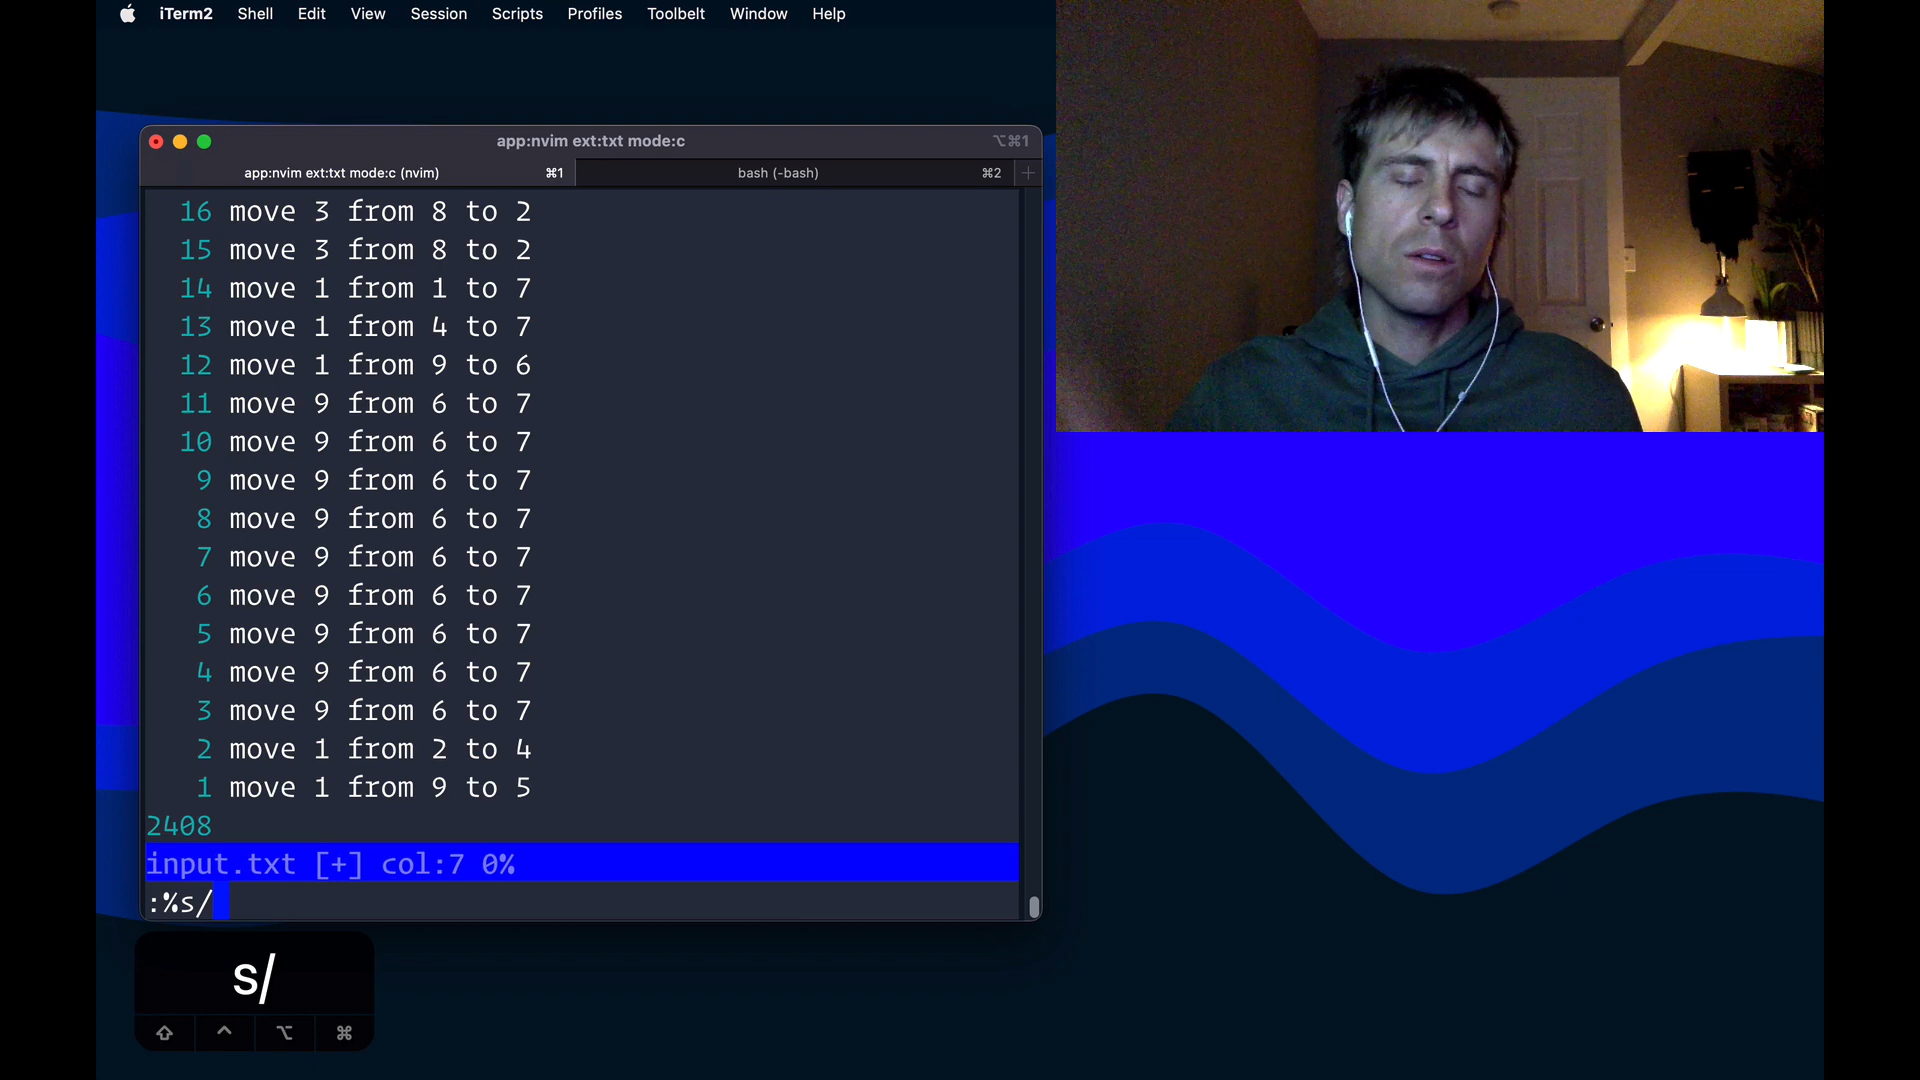 iTerm2 Shell Edit View Session Scripts Profiles Toolbelt Window Help
app:nvim ext:txt mode:c ⌥⌘1
app:nvim ext:txt mode:c (nvim) ⌘1 bash (-bash) ⌘2 +
16 move 3 from 8 to 2
15 move 3 from 8 to 2
14 move 1 from 1 to 7
13 move 1 from 4 to 7
12 move 1 from 9 to 6
11 move 9 from 6 to 7
10 move 9 from 6 to 7
9 move 9 from 6 to 7
8 move 9 from 6 to 7
7 move 9 from 6 to 7
6 move 9 from 6 to 7
5 move 9 from 6 to 7
4 move 9 from 6 to 7
3 move 9 from 6 to 7
2 move 1 from 2 to 4
1 move 1 from 9 to 5
2408
input.txt [+] col:7 0%
:%s/
s/
⇧ ^ ⌥ ⌘